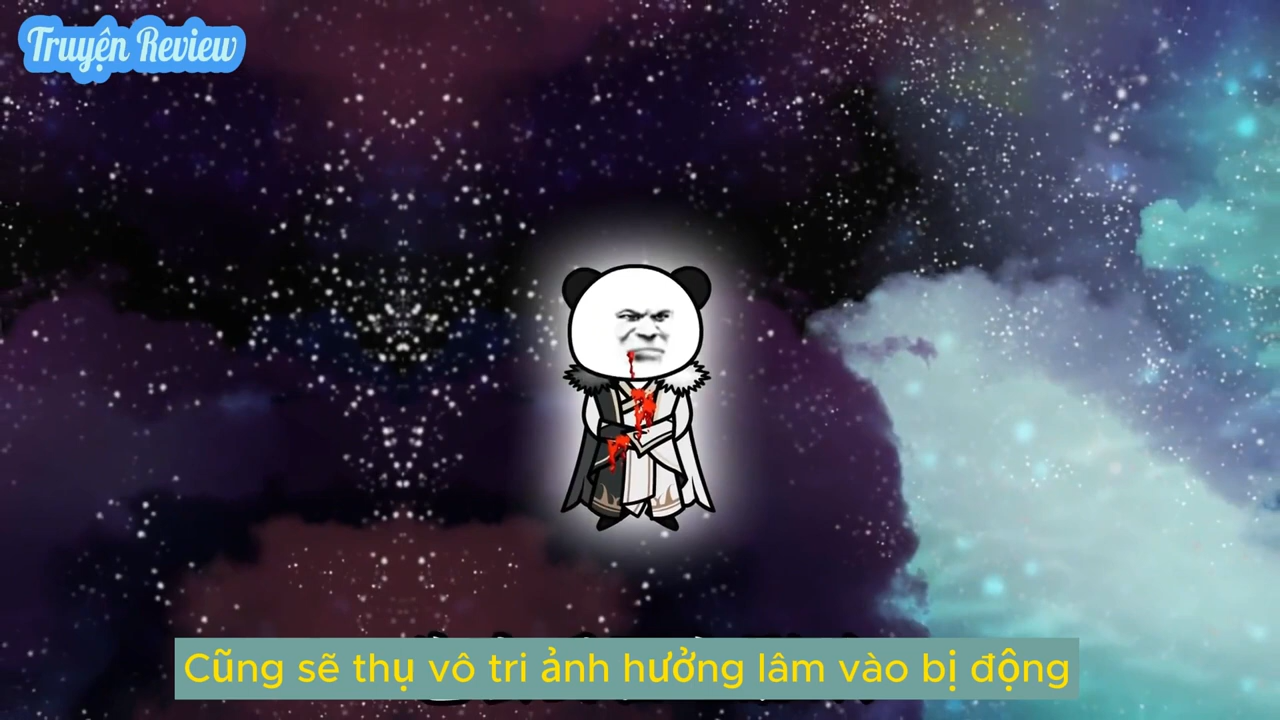 Truyện Review
Cũng sẽ thụ vô tri ảnh hưởng lâm vào bị động